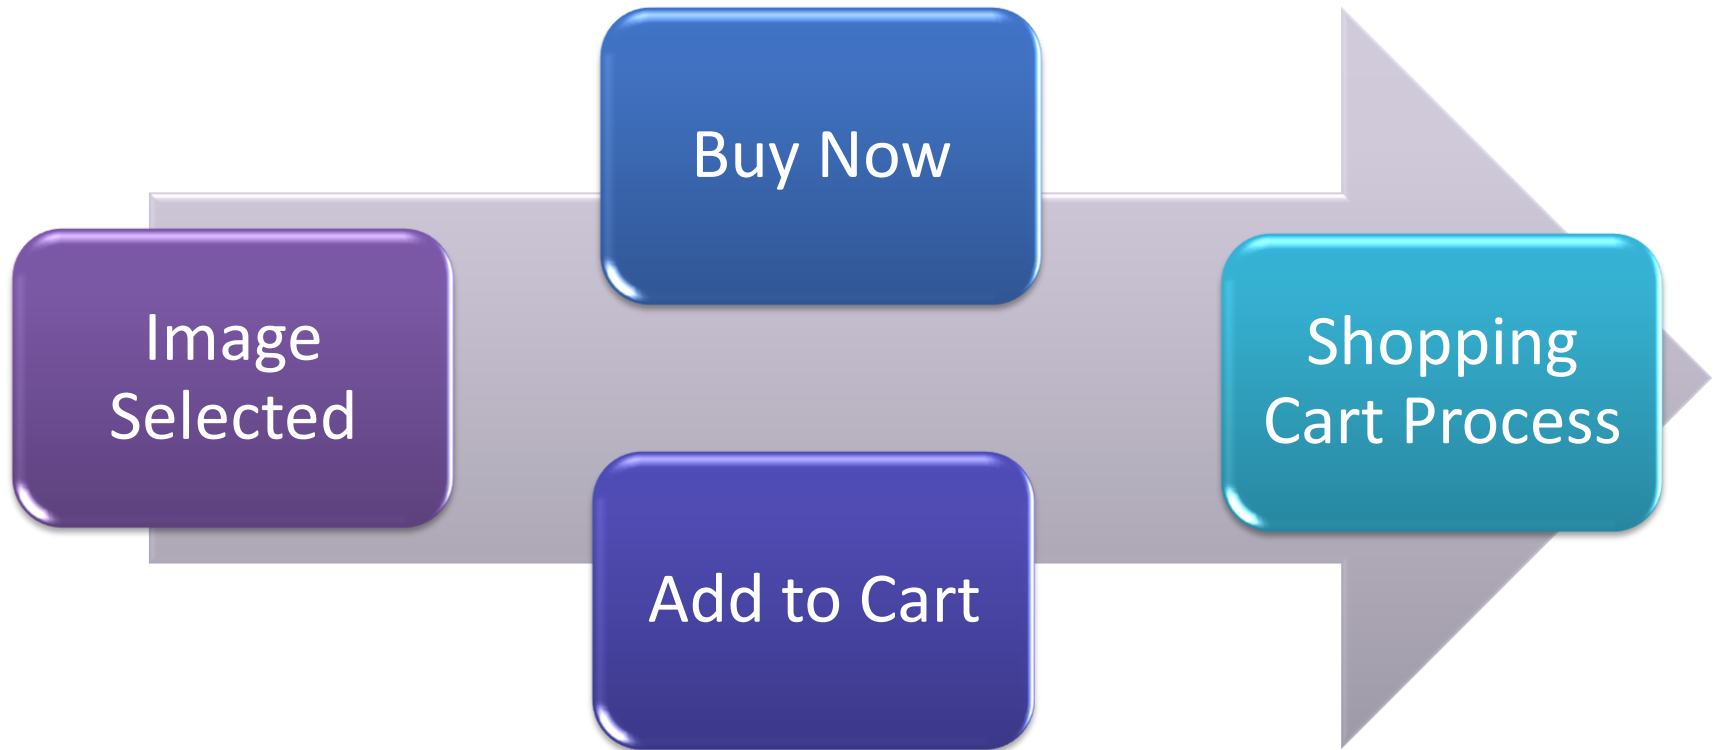 Image
Selected
Buy Now
Add to Cart
Shopping
Cart Process